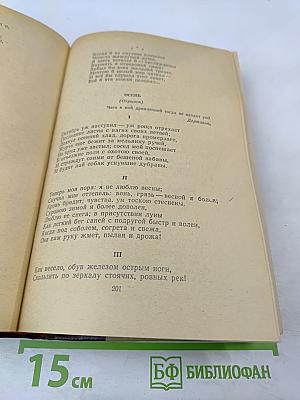 ОСЕНЬ
(Отрывок)
Чего в мой дремлющий тогда не входит ум?
Державин.
I
Октябрь уж наступил — уж роща отряхает
Последние листы с нагих своих ветвей;
Дохнул осенний хлад, дорога промерзает,
Журча еще бежит за мельницу ручей,
Но пруд уже застыл; сосед мой поспешает
В отъезжие поля с охотою своей,
И страждут озими от бешеной забавы,
И будит лай собак уснувшие дубравы.
II
Теперь моя пора: я не люблю весны;
Скучна мне оттепель: вонь, грязь — весной я болен;
Кровь бродит; чувства, ум тоскою стеснены.
Суровою зимой я более доволен,
Люблю ее снега; в присутствии луны
Как легкий бег саней с подругой быстр и волен,
Когда под соболем, согрета и свежа,
Она вам руку жмет, пылая и дрожа!
III
Как весело, обув железом острым ноги,
Скользить по зеркалу стоячих, ровных рек!
201
15 см
БФ БИБЛИОФАН